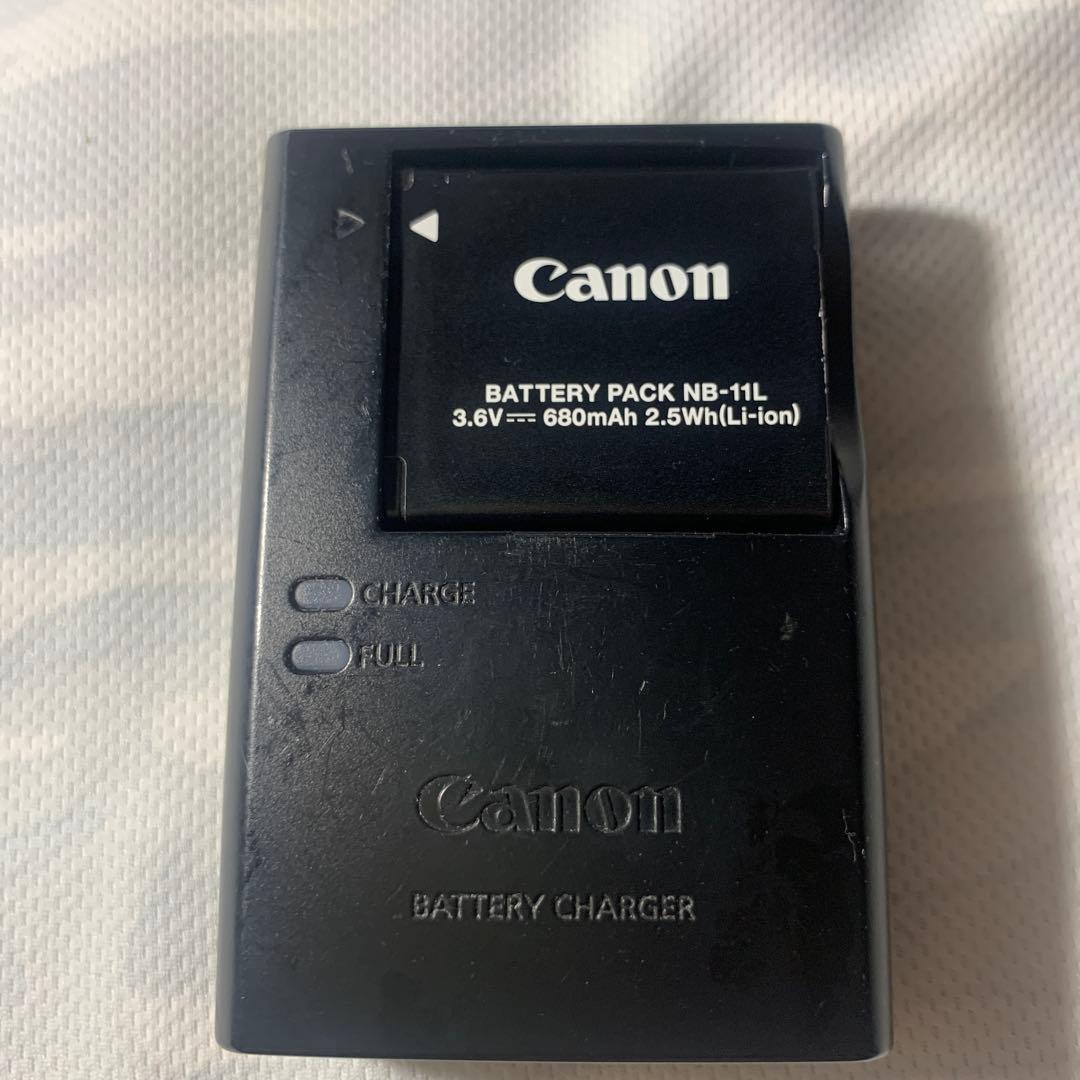 Canon
BATTERY PACK NB-11L
3.6V⎓ 680mAh 2.5Wh(Li-ion)
CHARGE
FULL
Canon
BATTERY CHARGER